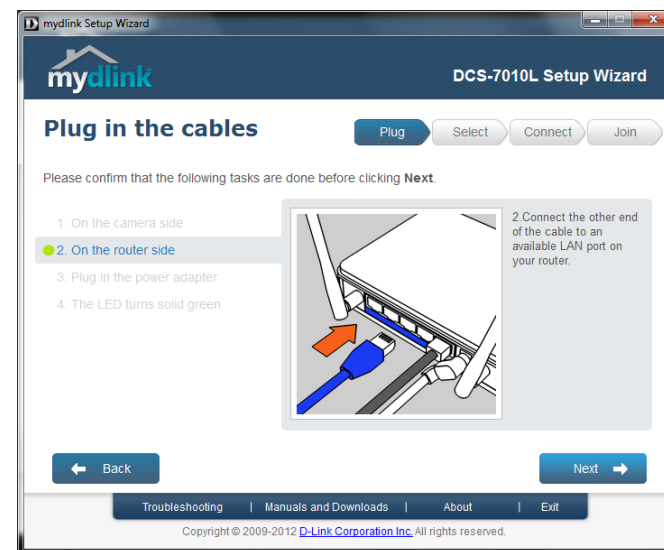 mydlink Setup Wizard
mydlink
DCS-7010L Setup Wizard
Plug in the cables
Plug
Select
Connect
Join
Please confirm that the following tasks are done before clicking Next.
1. On the camera side
2. On the router side
3. Plug in the power adapter
4. The LED turns solid green
2.Connect the other end
of the cable to an
available LAN port on
your router.
Back
Next
Troubleshooting | Manuals and Downloads | About | Exit
Copyright © 2009-2012 D-Link Corporation Inc. All rights reserved.